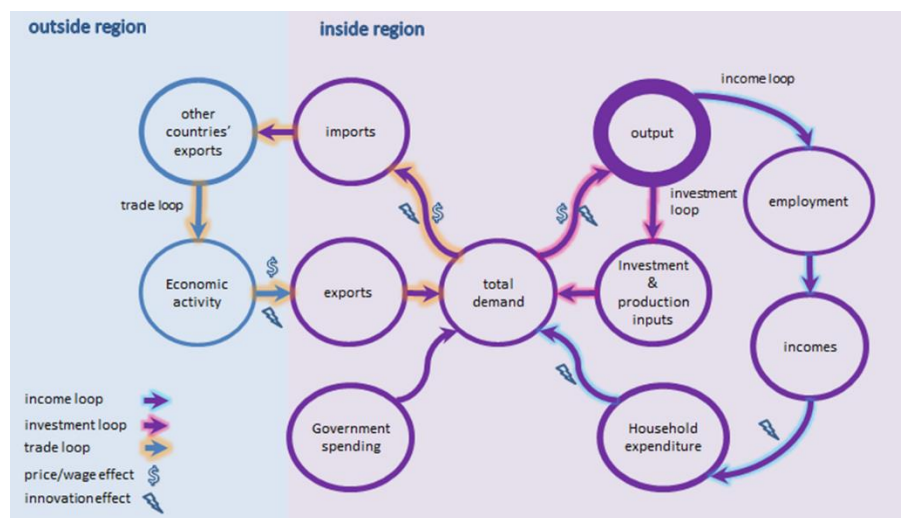 outside region
inside region
other
countries'
exports
imports
output
income loop
trade loop
investment
loop
employment
Economic
activity
$
exports
$
total
demand
$
Investment
&
production
inputs
incomes
Government
spending
Household
expenditure
income loop
investment loop
trade loop
price/wage effect $
innovation effect